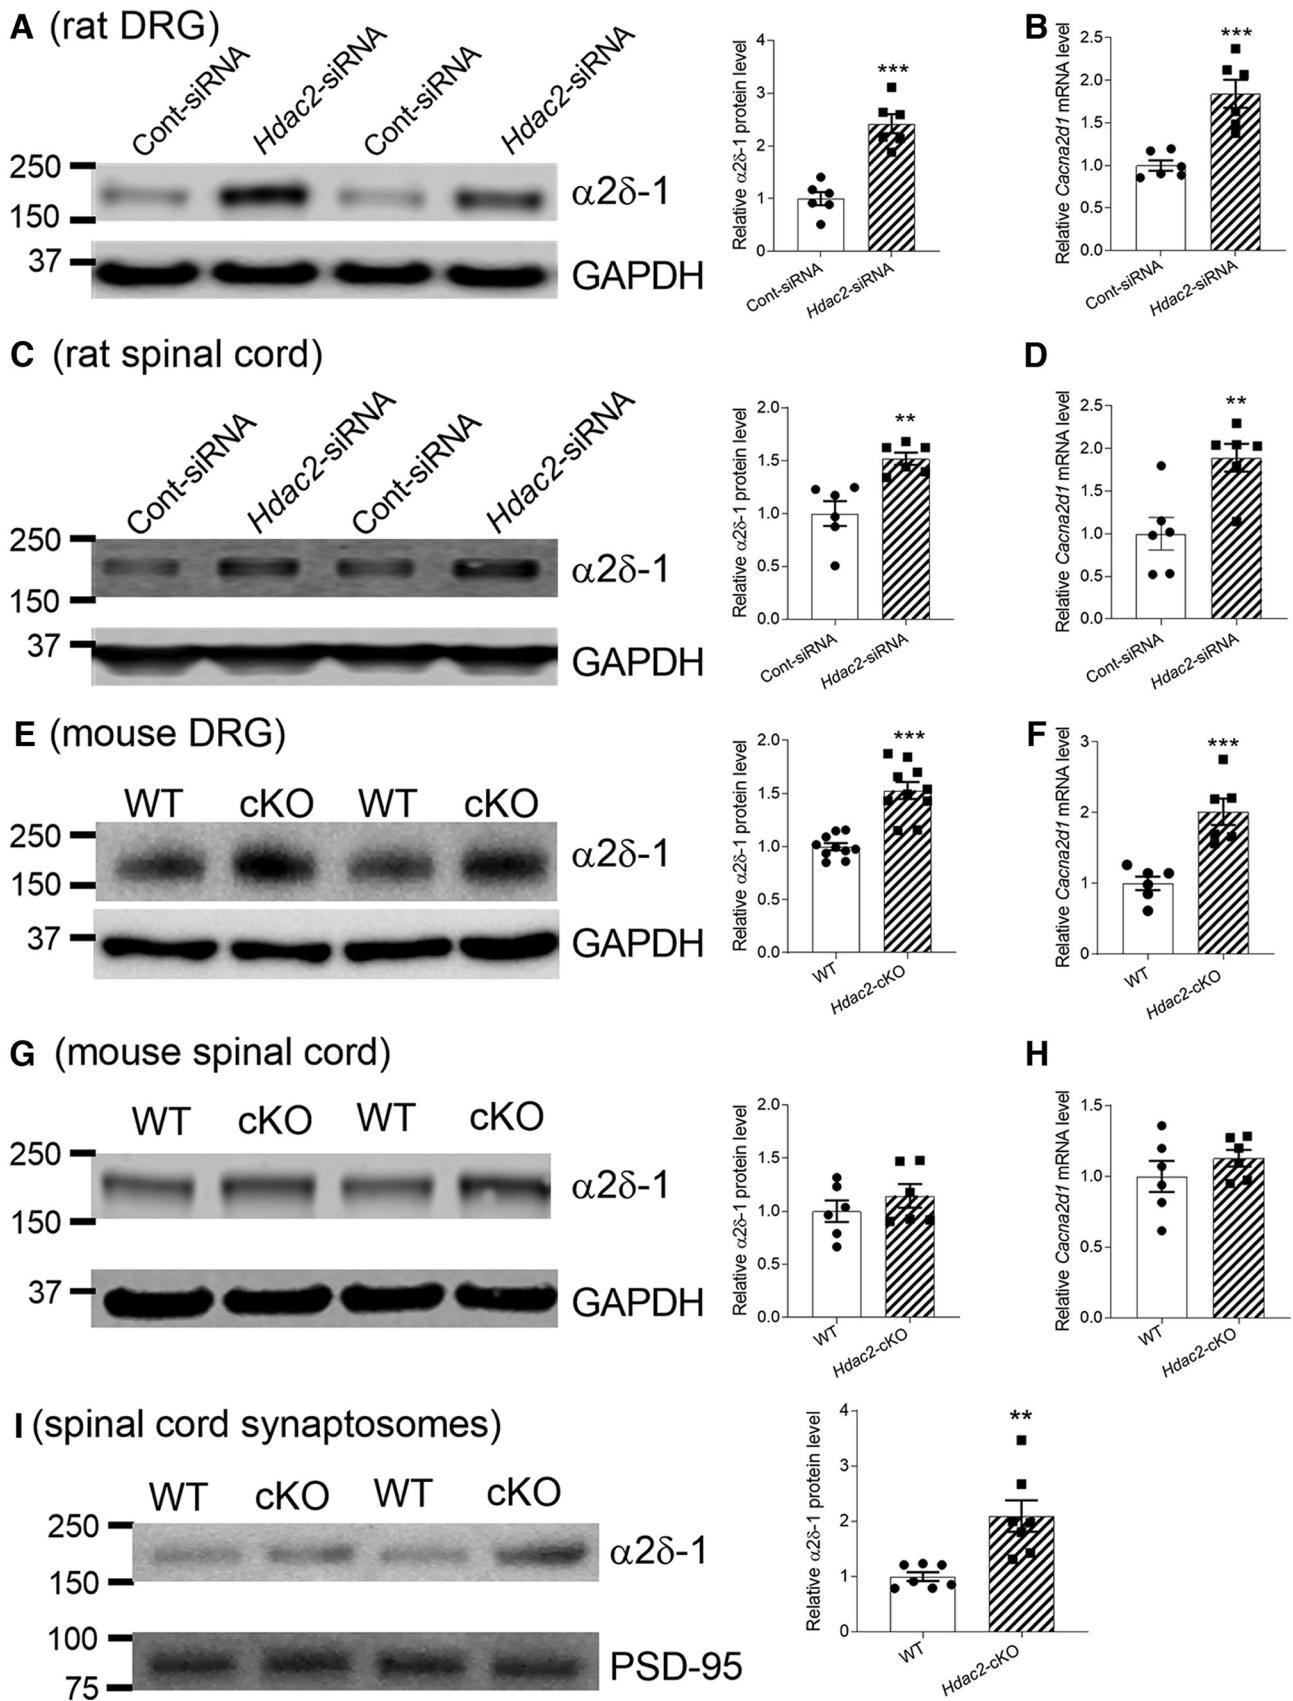 A (rat DRG)
Cont-siRNA
Hdac2-siRNA
Cont-siRNA
Hdac2-siRNA
250
150
α2δ-1
37
GAPDH
Relative α2δ-1 protein level
4
3
2
1
0
***
Cont-siRNA
Hdac2-siRNA
B
Relative Cacna2d1 mRNA level
2.5
2.0
1.5
1.0
0.5
0.0
***
Cont-siRNA
Hdac2-siRNA
C (rat spinal cord)
Cont-siRNA
Hdac2-siRNA
Cont-siRNA
Hdac2-siRNA
250
150
α2δ-1
37
GAPDH
Relative α2δ-1 protein level
2.0
1.5
1.0
0.5
0.0
**
Cont-siRNA
Hdac2-siRNA
D
Relative Cacna2d1 mRNA level
2.5
2.0
1.5
1.0
0.5
0.0
**
Cont-siRNA
Hdac2-siRNA
E (mouse DRG)
WT cKO WT cKO
250
150
α2δ-1
37
GAPDH
Relative α2δ-1 protein level
2.0
1.5
1.0
0.5
0.0
***
WT
Hdac2-cKO
F
Relative Cacna2d1 mRNA level
3
2
1
0
***
WT
Hdac2-cKO
G (mouse spinal cord)
WT cKO WT cKO
250
150
α2δ-1
37
GAPDH
Relative α2δ-1 protein level
2.0
1.5
1.0
0.5
0.0
WT
Hdac2-cKO
H
Relative Cacna2d1 mRNA level
1.5
1.0
0.5
0.0
WT
Hdac2-cKO
I (spinal cord synaptosomes)
WT cKO WT cKO
250
150
α2δ-1
100
75
PSD-95
Relative α2δ-1 protein level
4
3
2
1
0
**
WT
Hdac2-cKO